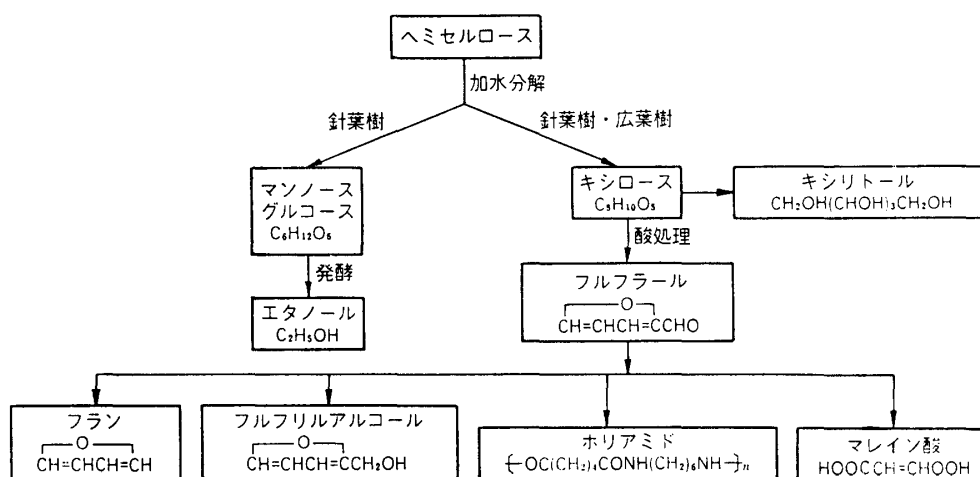 ヘミセルロース
加水分解
針葉樹
針葉樹・広葉樹
マンノース
グルコース
C₆H₁₂O₆
キシロース
C₅H₁₀O₅
キシリトール
CH₂OH(CHOH)₃CH₂OH
発酵
酸処理
エタノール
C₂H₅OH
フルフラール
O
CH=CHCH=CCHO
フラン
O
CH=CHCH=CH
フルフリルアルコール
O
CH=CHCH=CCH₂OH
ホリアミド
{OC(CH₂)₄CONH(CH₂)₆NH}n
マレイン酸
HOOCCH=CHOOH